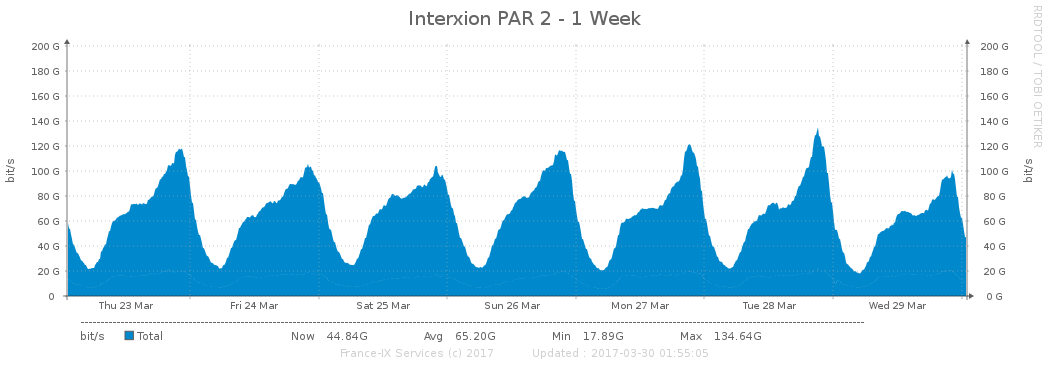 Interxion PAR 2 - 1 Week
RRDTOOL / TOBI OETIKER
200 G 200 G
180 G 180 G
160 G 160 G
140 G 140 G
120 G 120 G
100 G 100 G
80 G 80 G
60 G 60 G
40 G 40 G
20 G 20 G
0 0 G
bit/s bit/s
Thu 23 Mar Fri 24 Mar Sat 25 Mar Sun 26 Mar Mon 27 Mar Tue 28 Mar Wed 29 Mar
bit/s Total Now 44.84G Avg 65.20G Min 17.89G Max 134.64G
France-IX Services (c) 2017 Updated : 2017-03-30 01:55:05